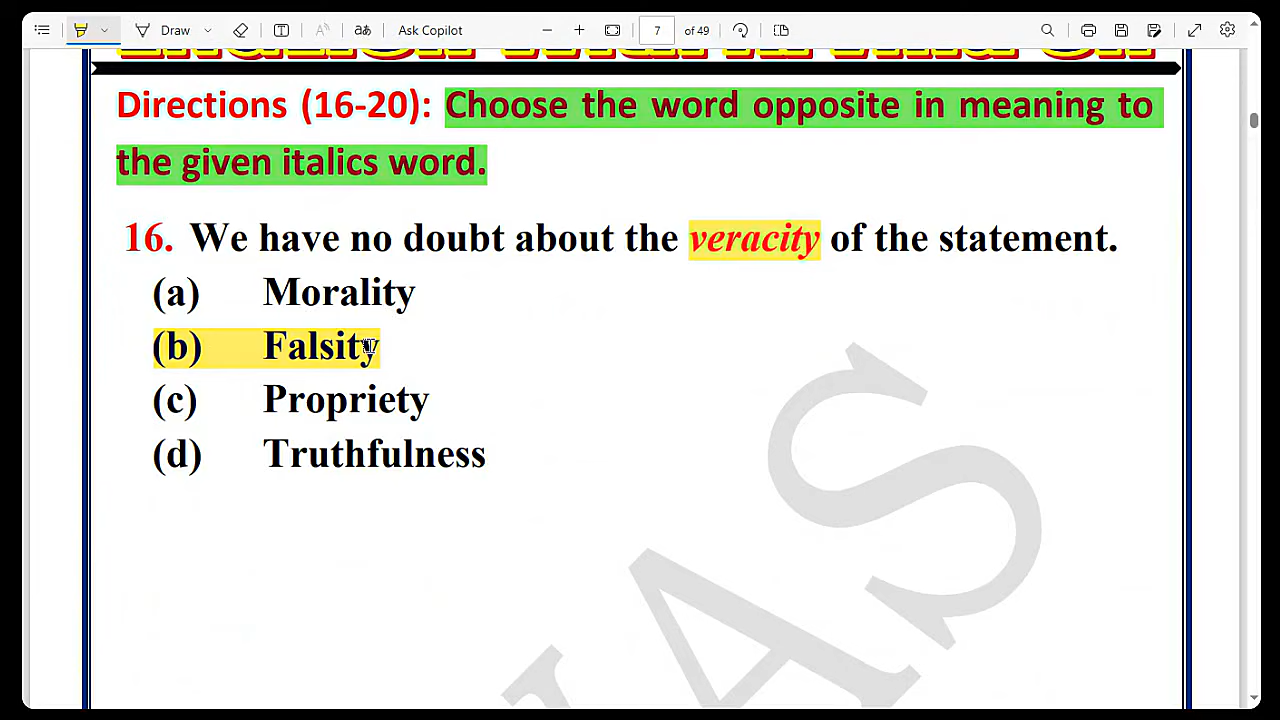 Draw
Ask Copilot
7
of 49
Directions (16-20): Choose the word opposite in meaning to
the given italics word.
16. We have no doubt about the veracity of the statement.
(a) Morality
(b) Falsity
(c) Propriety
(d) Truthfulness